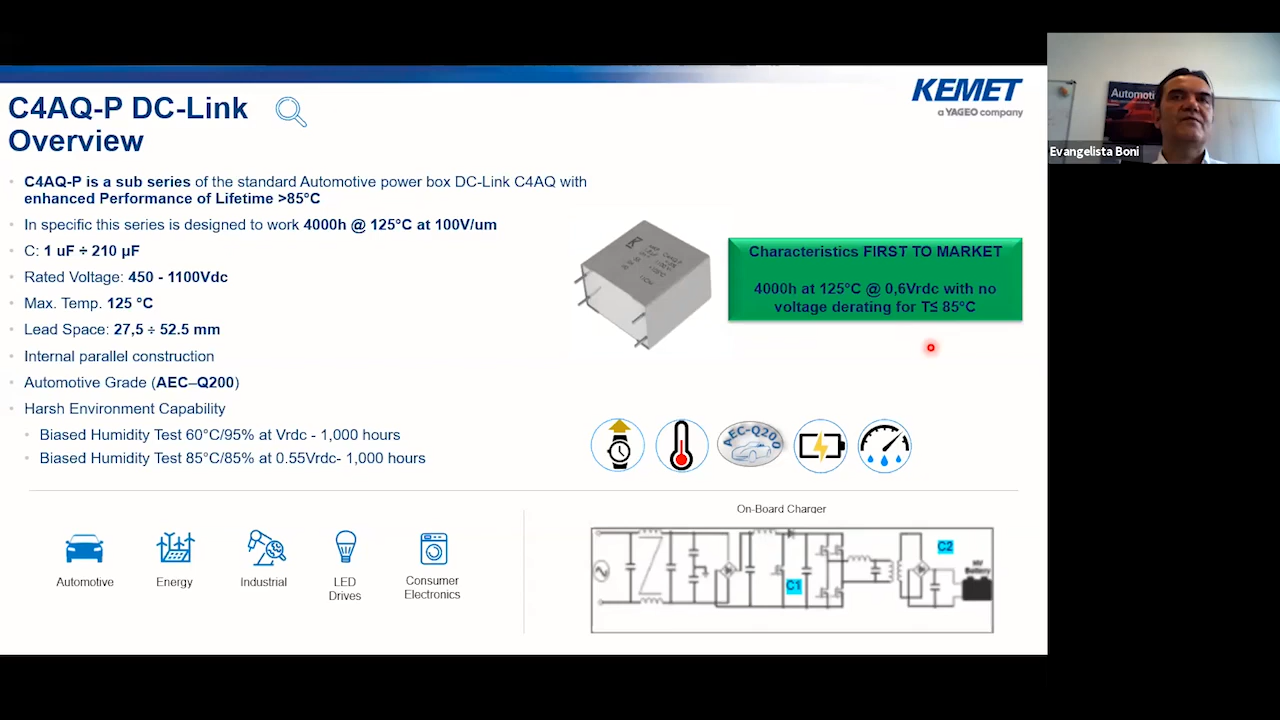 C4AQ-P DC-Link
Overview
KEMET
a YAGEO company
C4AQ-P is a sub series of the standard Automotive power box DC-Link C4AQ with
enhanced Performance of Lifetime >85°C
In specific this series is designed to work 4000h @ 125°C at 100V/um
C: 1 uF ÷ 210 µF
Rated Voltage: 450 - 1100Vdc
Max. Temp. 125 °C
Lead Space: 27,5 ÷ 52.5 mm
Internal parallel construction
Automotive Grade (AEC–Q200)
Harsh Environment Capability
Biased Humidity Test 60°C/95% at Vrdc - 1,000 hours
Biased Humidity Test 85°C/85% at 0.55Vrdc- 1,000 hours
Characteristics FIRST TO MARKET
4000h at 125°C @ 0,6Vrdc with no
voltage derating for T≤ 85°C
AEC-Q200
Automotive
Energy
Industrial
LED
Drives
Consumer
Electronics
On-Board Charger
C1
C2
HV
Battery
Automoti
Evangelista Boni